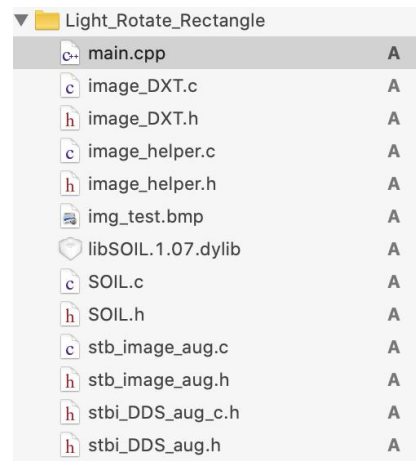 Light_Rotate_Rectangle
C++ main.cpp A
c image_DXT.c A
h image_DXT.h A
c image_helper.c A
h image_helper.h A
img_test.bmp A
libSOIL.1.07.dylib A
c SOIL.c A
h SOIL.h A
c stb_image_aug.c A
h stb_image_aug.h A
h stbi_DDS_aug_c.h A
h stbi_DDS_aug.h A